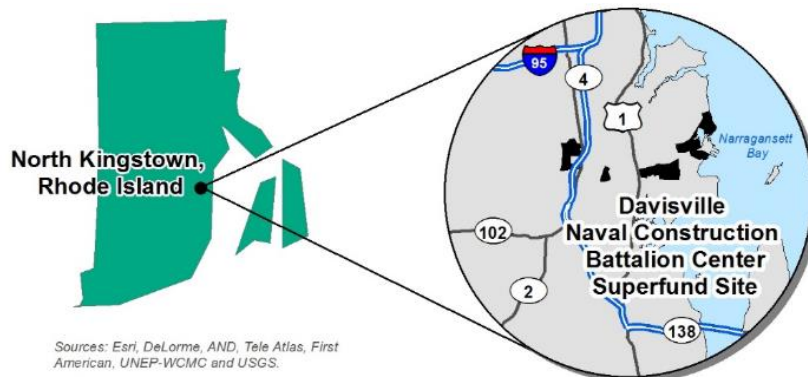 North Kingstown,
Rhode Island
95
4
1
Narragansett
Bay
Davisville
Naval Construction
Battalion Center
Superfund Site
102
2
138
Sources: Esri, DeLorme, AND, Tele Atlas, First
American, UNEP-WCMC and USGS.